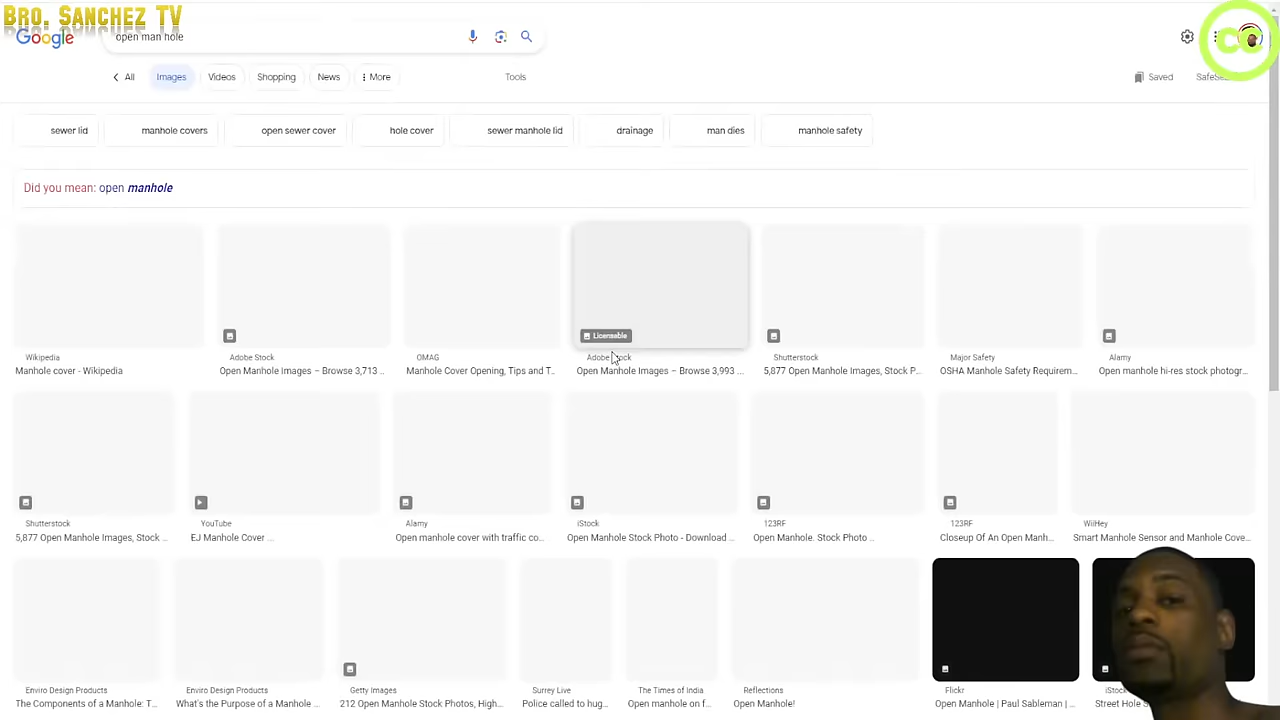 BRO. SANCHEZ TV
Google
open man hole
CC
All
Images
Videos
Shopping
News
More
Tools
Saved
sewer lid
manhole covers
open sewer cover
hole cover
sewer manhole lid
drainage
man dies
manhole safety
Did you mean: open manhole
Licensable
Wikipedia
Manhole cover - Wikipedia
Adobe Stock
Open Manhole Images – Browse 3,713 ...
OMAG
Manhole Cover Opening, Tips and T...
Adobe Stock
Open Manhole Images – Browse 3,993 ...
Shutterstock
5,877 Open Manhole Images, Stock P...
Major Safety
OSHA Manhole Safety Requirem...
Alamy
Open manhole hi-res stock photogr...
Shutterstock
5,877 Open Manhole Images, Stock ...
YouTube
EJ Manhole Cover ...
Alamy
Open manhole cover with traffic co...
iStock
Open Manhole Stock Photo - Download ...
123RF
Open Manhole. Stock Photo ...
123RF
Closeup Of An Open Manh...
WilHey
Smart Manhole Sensor and Manhole Cove...
Enviro Design Products
The Components of a Manhole: T...
Enviro Design Products
What's the Purpose of a Manhole ...
Getty Images
212 Open Manhole Stock Photos, High...
Surrey Live
Police called to hug...
The Times of India
Open manhole on f...
Reflections
Open Manhole!
Flickr
Open Manhole | Paul Sableman | ...
iStock
Street Hole S